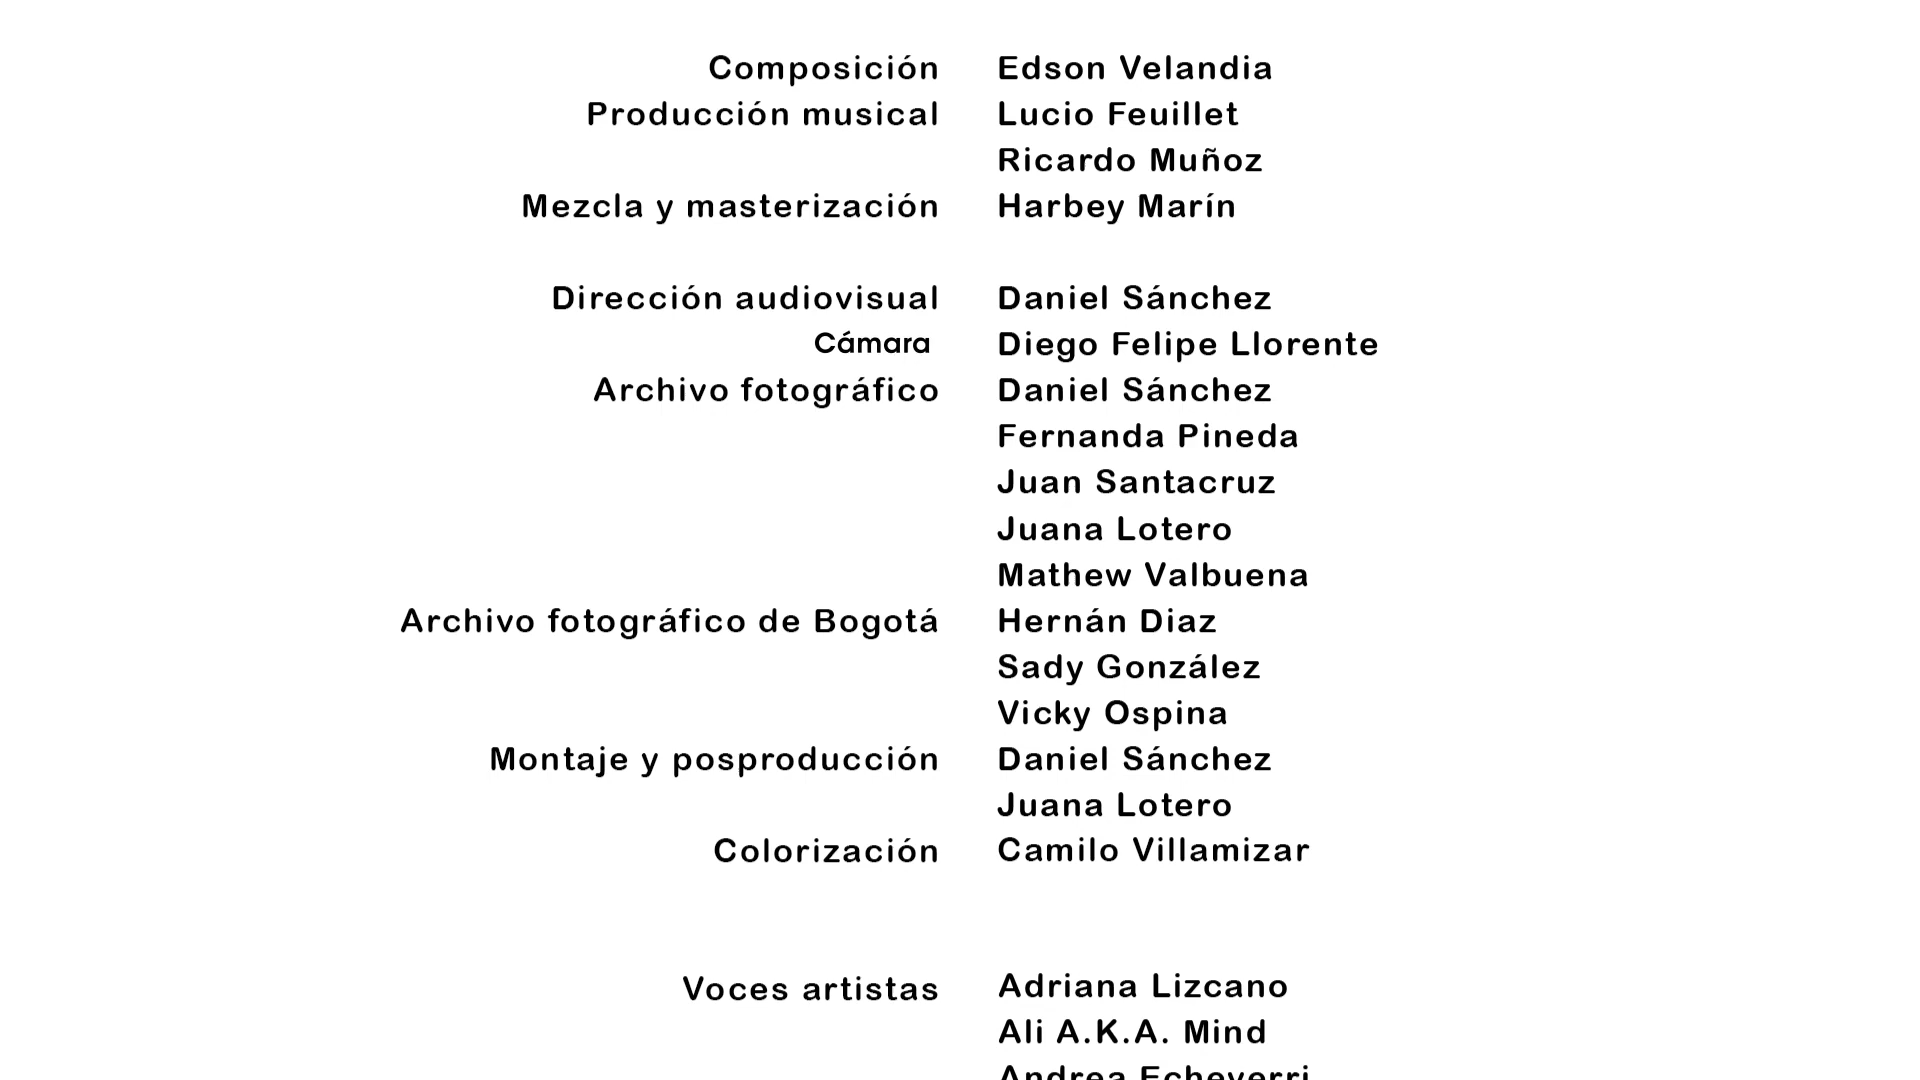 Composición Edson Velandia
Producción musical Lucio Feuillet
Ricardo Muñoz
Mezcla y masterización Harbey Marín
Dirección audiovisual Daniel Sánchez
Cámara Diego Felipe Llorente
Archivo fotográfico Daniel Sánchez
Fernanda Pineda
Juan Santacruz
Juana Lotero
Mathew Valbuena
Archivo fotográfico de Bogotá Hernán Diaz
Sady González
Vicky Ospina
Montaje y posproducción Daniel Sánchez
Juana Lotero
Colorización Camilo Villamizar
Voces artistas Adriana Lizcano
Ali A.K.A. Mind
Andrea Echeverri